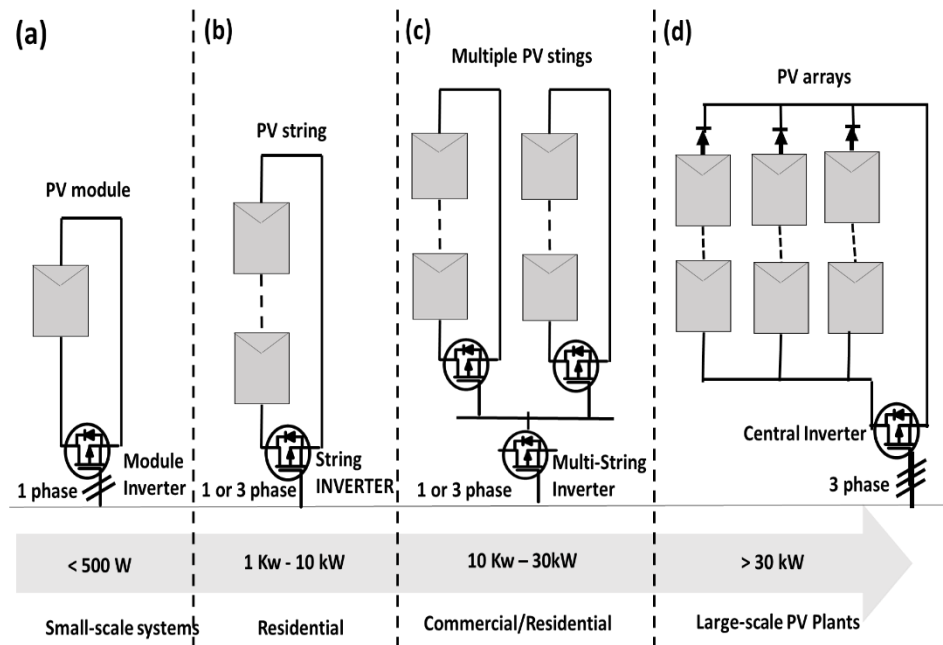 (a)
PV module
Module
Inverter
1 phase
< 500 W
Small-scale systems
(b)
PV string
String
INVERTER
1 or 3 phase
1 Kw - 10 kW
Residential
(c)
Multiple PV stings
Multi-String
Inverter
1 or 3 phase
10 Kw – 30kW
Commercial/Residential
(d)
PV arrays
Central Inverter
3 phase
> 30 kW
Large-scale PV Plants